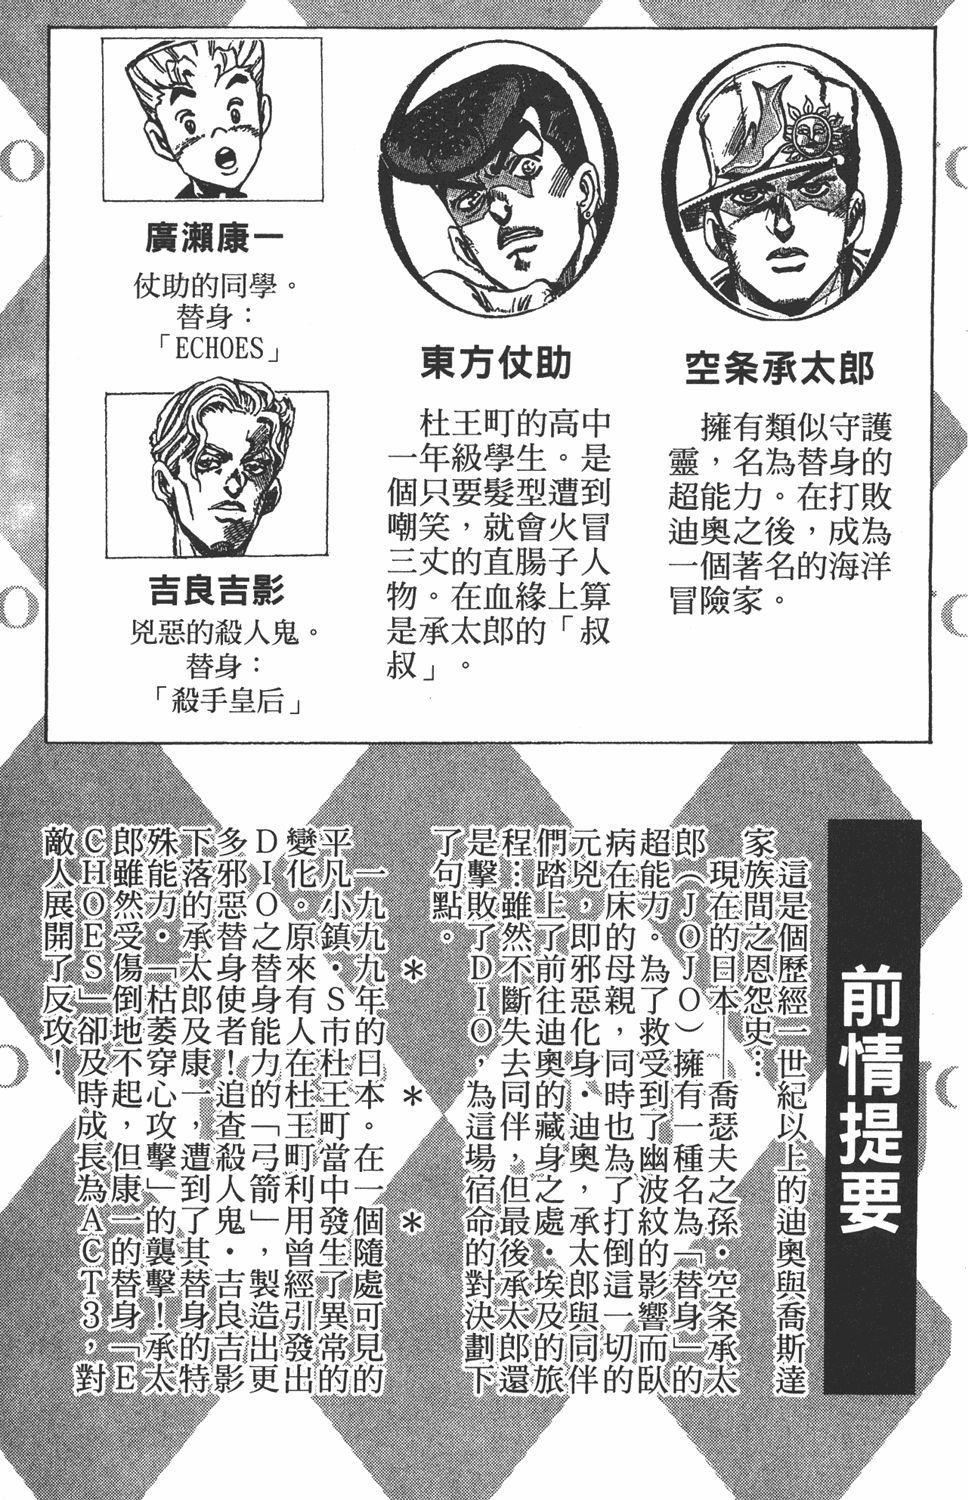 空条承太郎
擁有類似守護
靈，名為替身的
超能力。在打敗
迪奧之後，成為
一個著名的海洋
冒險家。
東方仗助
杜王町的高中
一年級學生。是
個只要髮型遭到
嘲笑，就會火冒
三丈的直腸子人
物。在血緣上算
是承太郎的「叔
叔」。
廣瀨康一
仗助的同學。
替身：
「ECHOES」
吉良吉影
兇惡的殺人鬼。
替身：
「殺手皇后」
前情提要
這是個歷經一世紀以上的迪奧與喬斯達
家族間之恩怨史…
現在的日本──喬瑟夫之孫・空条承太
郎（JOJO）擁有一種名為「替身」的
超能力。為了救受到了幽波紋的影響而臥
病在床的母親，同時也為了打倒這一切的
元兇，即邪惡化身・迪奧，承太郎與同伴
們踏上了前往迪奧的藏身之處・埃及的旅
程…雖然不斷失去同伴，但最後承太郎還
是擊敗了DIO，為這場宿命的對決劃下
了句點。
＊＊＊
一九九九年的日本。在一個隨處可見的
平凡小鎮・S市杜王町當中發生了異常的
變化。原來有人在杜王町利用曾經引發出
DIO之替身能力的「弓箭」，製造出更
多邪惡替身使者！追查殺人鬼・吉良吉影
下落的承太郎及康一，遭到了其替身的特
殊能力・「枯萎穿心攻擊」的襲擊！承太
郎雖然受傷倒地不起，但康一的替身「E
CHOES」卻及時成長為ACT3，對
敵人展開了反攻！